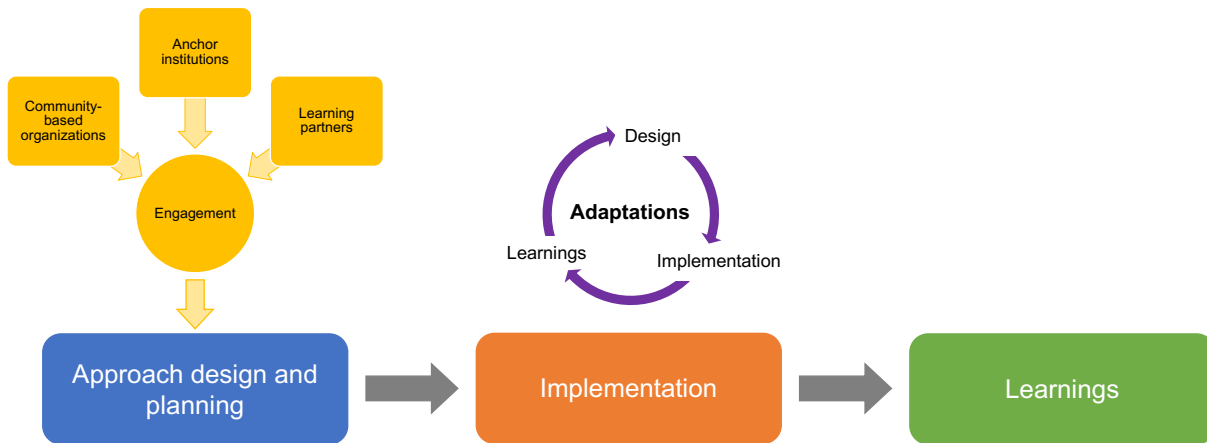 Anchor
institutions
Community-
based
organizations
Learning
partners
Engagement
Design
Adaptations
Learnings
Implementation
Approach design and
planning
Implementation
Learnings